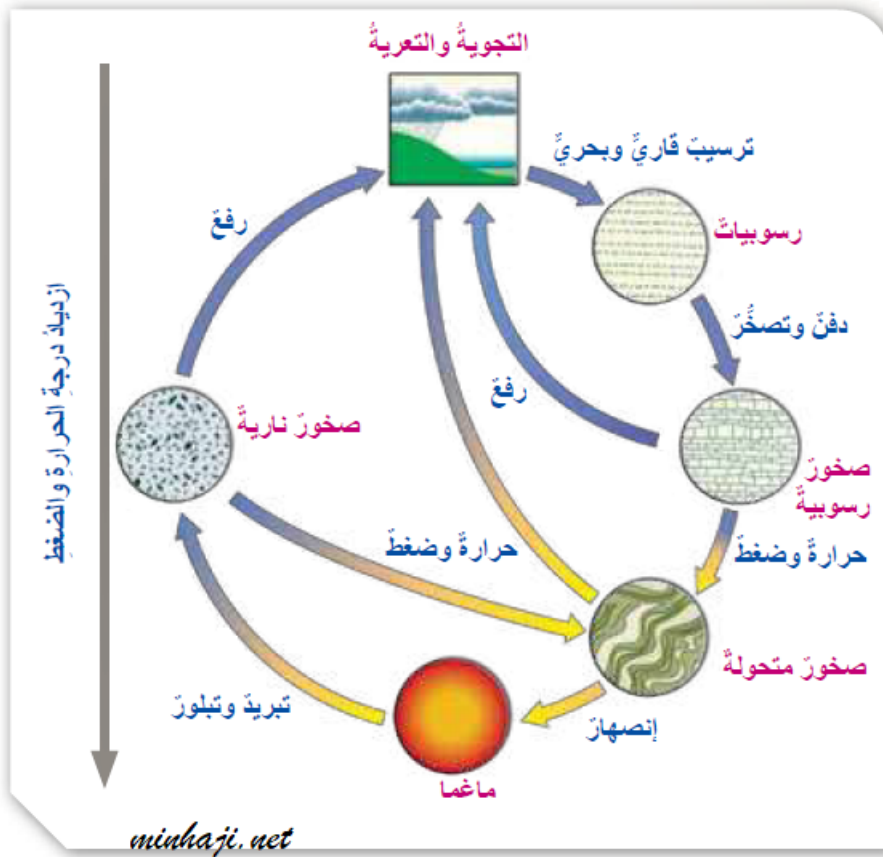 التجويةُ والتعريةُ
ترسيبٌ قاريٌّ وبحريٌّ
رسوبياتٌ
دفنٌ وتصخُّرٌ
صخورٌ
رسوبيةٌ
حرارةٌ وضغطٌ
صخورٌ متحولةٌ
إنصهارٌ
ماغما
تبريدٌ وتبلورٌ
صخورٌ ناريةٌ
حرارةٌ وضغطٌ
رفعٌ
رفعٌ
ازديادُ درجةِ الحرارةِ والضغطِ
minhaji.net